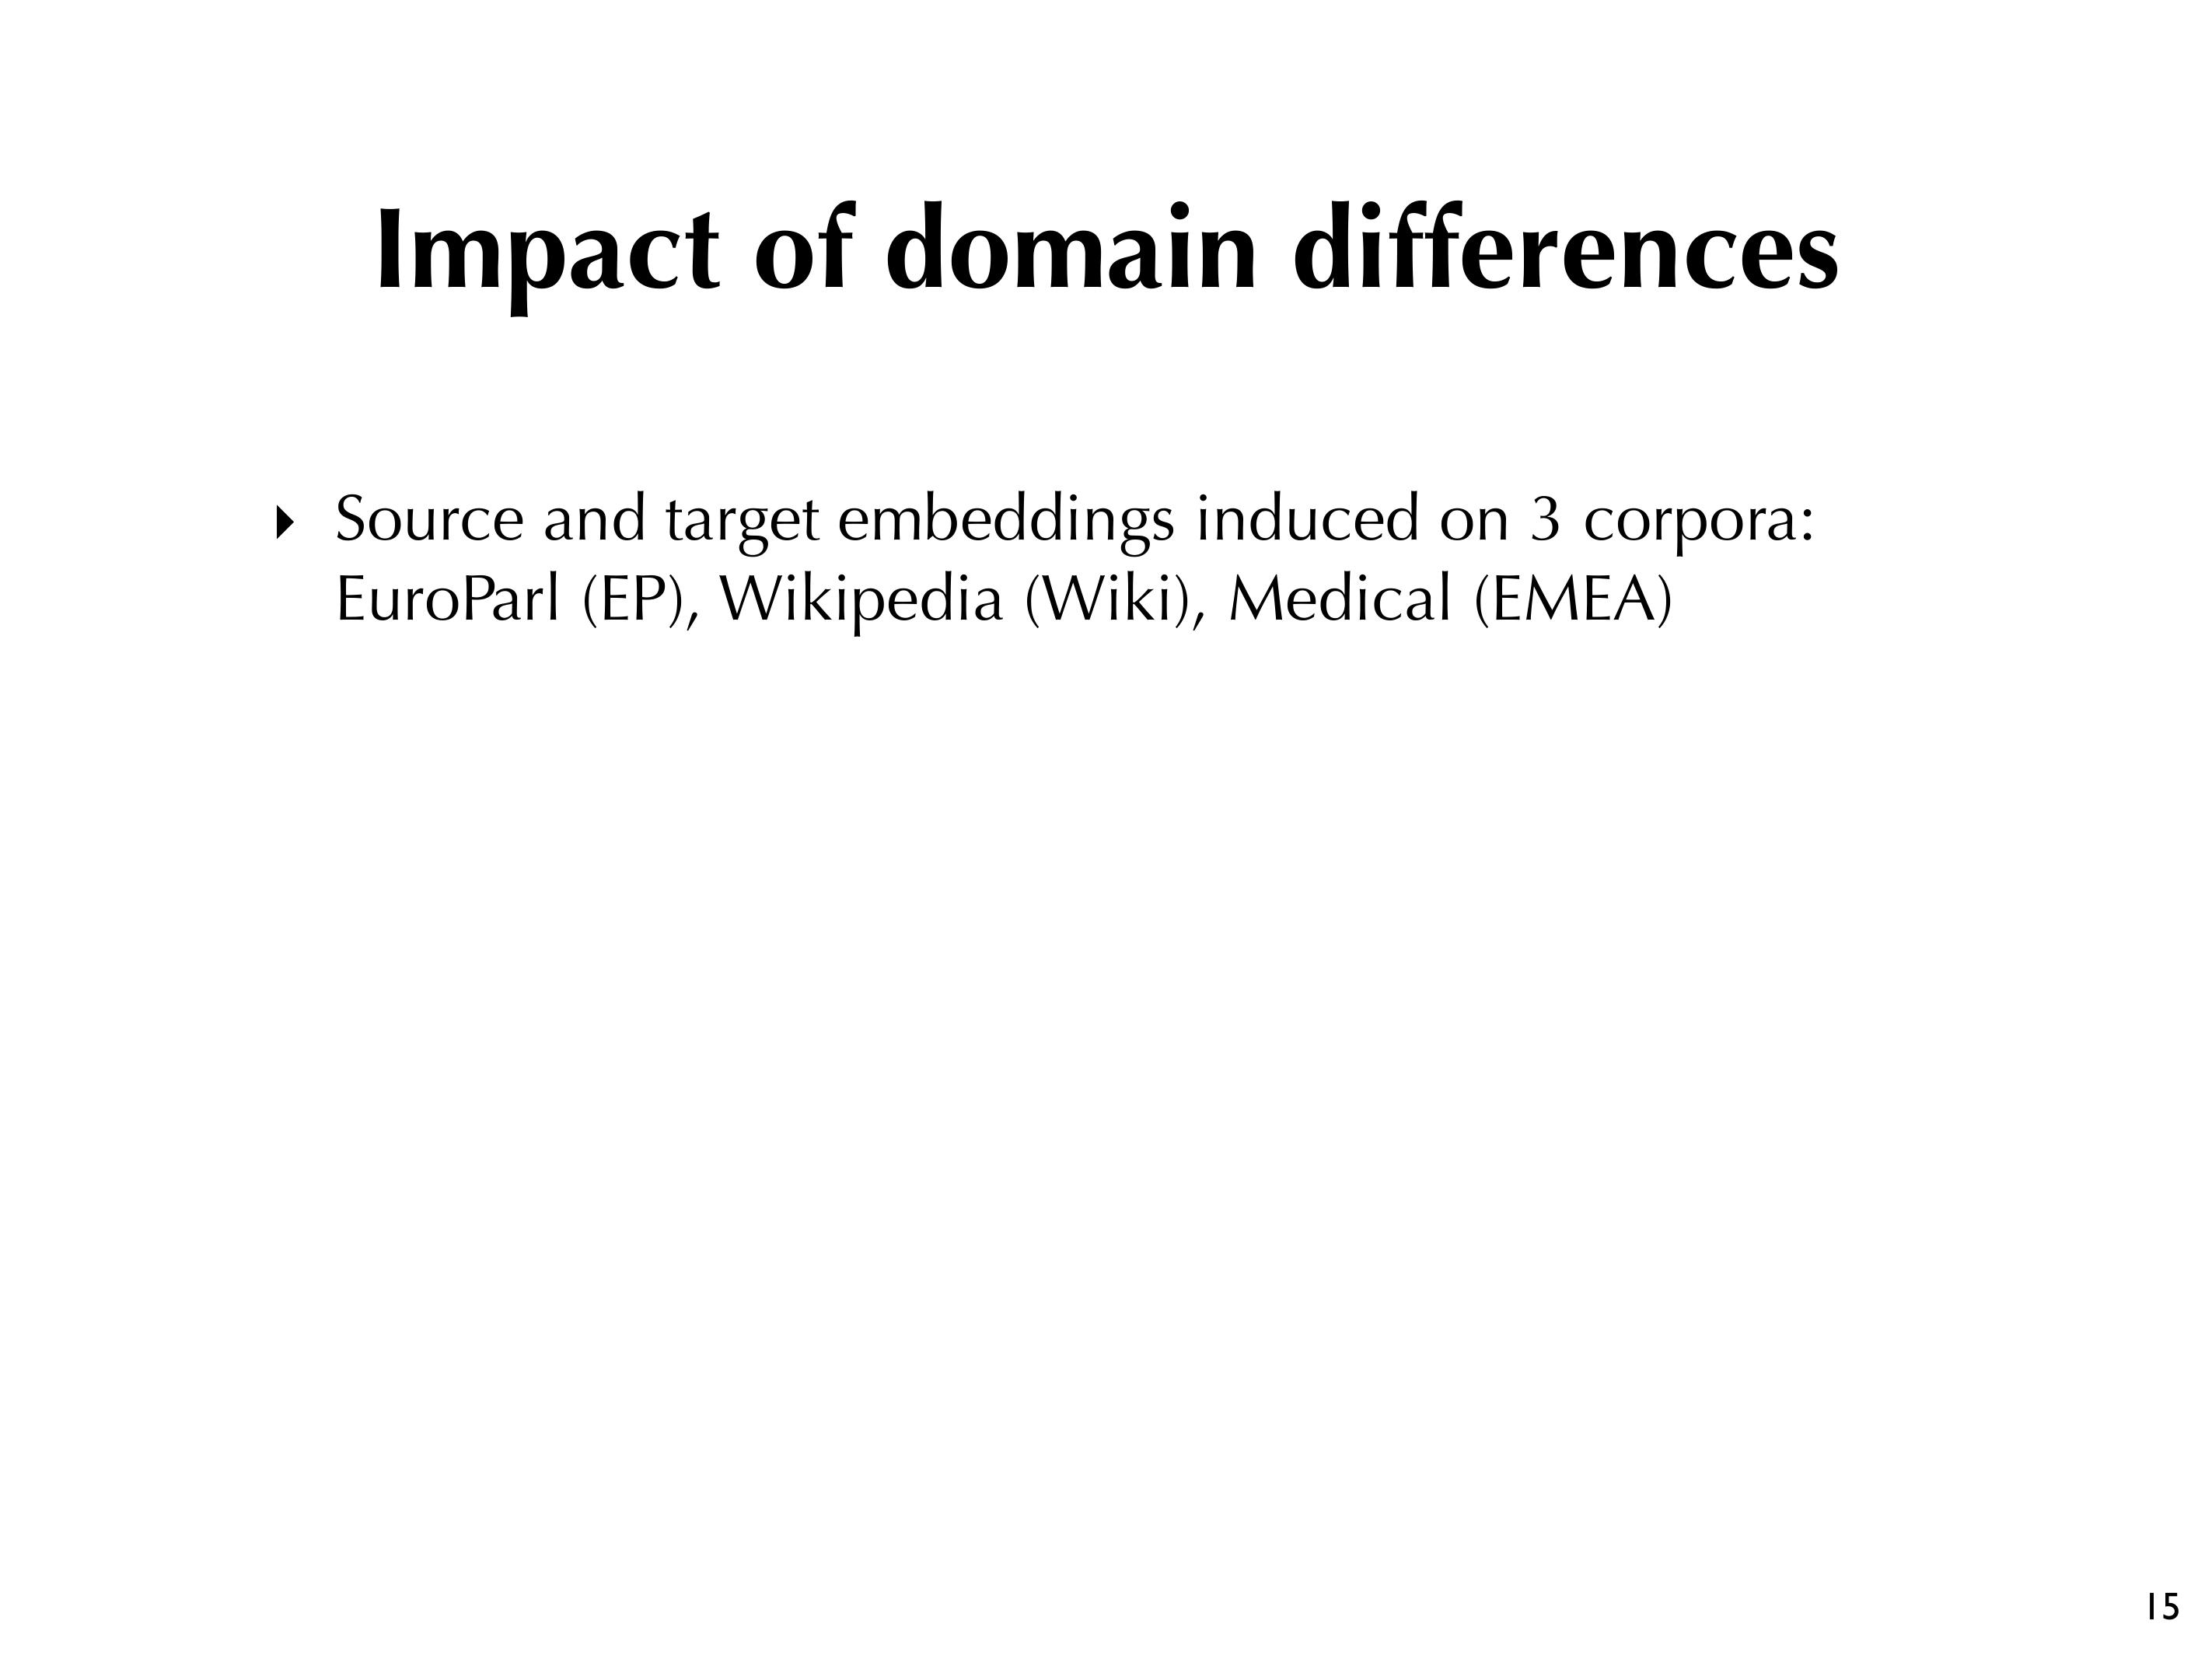 Impact of domain differences
Source and target embeddings induced on 3 corpora:
EuroParl (EP), Wikipedia (Wiki), Medical (EMEA)
15